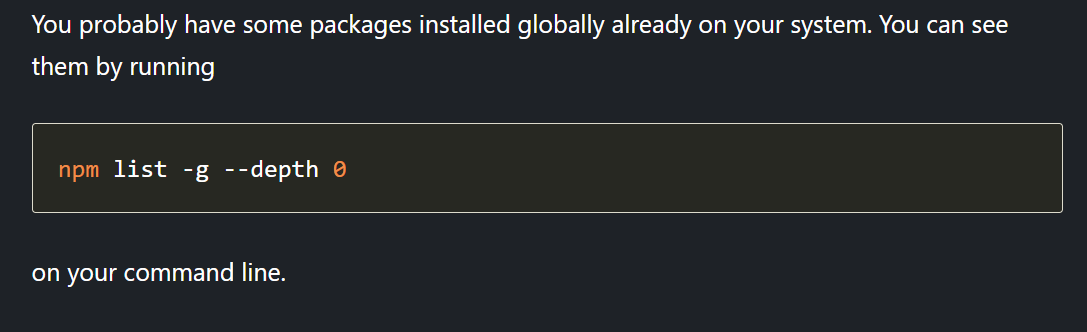 You probably have some packages installed globally already on your system. You can see
them by running
npm list -g --depth 0
on your command line.